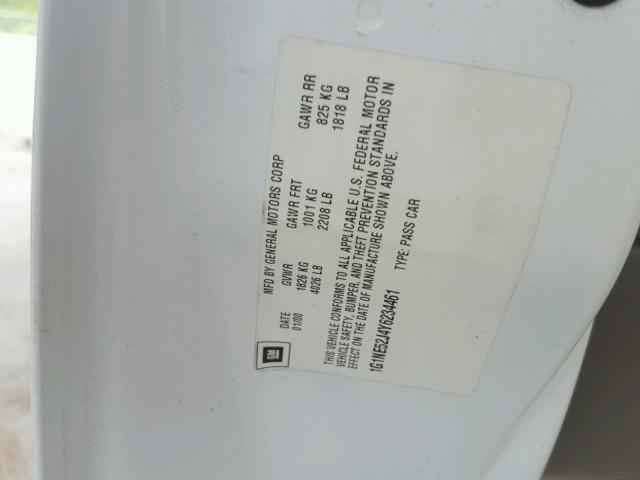 MFD BY GENERAL MOTORS CORP
DATE GVWR GAWR FRT GAWR RR
01/00 1826 KG 1001 KG 825 KG
4026 LB 2208 LB 1818 LB
GM
THIS VEHICLE CONFORMS TO ALL APPLICABLE U.S. FEDERAL MOTOR
VEHICLE SAFETY, BUMPER, AND THEFT PREVENTION STANDARDS IN
EFFECT ON THE DATE OF MANUFACTURE SHOWN ABOVE.
1G1NE52J4Y6234461 TYPE: PASS CAR